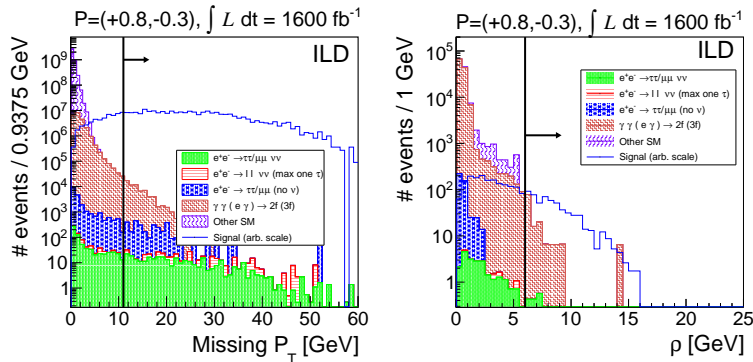 P=(+0.8,-0.3), ∫ L dt = 1600 fb⁻¹
ILD
# events / 0.9375 GeV
10⁹
10⁸
10⁷
10⁶
10⁵
10⁴
10³
10²
10
1
e⁺e⁻ →ττ/μμ νν
e⁺e⁻→ l l νν (max one τ)
e⁺e⁻ → ττ/μμ (no ν)
γ γ ( e γ ) → 2f (3f)
Other SM
Signal (arb. scale)
0 10 20 30 40 50 60
Missing P_T [GeV]
P=(+0.8,-0.3), ∫ L dt = 1600 fb⁻¹
ILD
# events / 1 GeV
10⁵
10⁴
10³
10²
10
1
e⁺e⁻ →ττ/μμ νν
e⁺e⁻→ l l νν (max one τ)
e⁺e⁻ → ττ/μμ (no ν)
γ γ ( e γ ) → 2f (3f)
Other SM
Signal (arb. scale)
0 5 10 15 20 25
ρ [GeV]